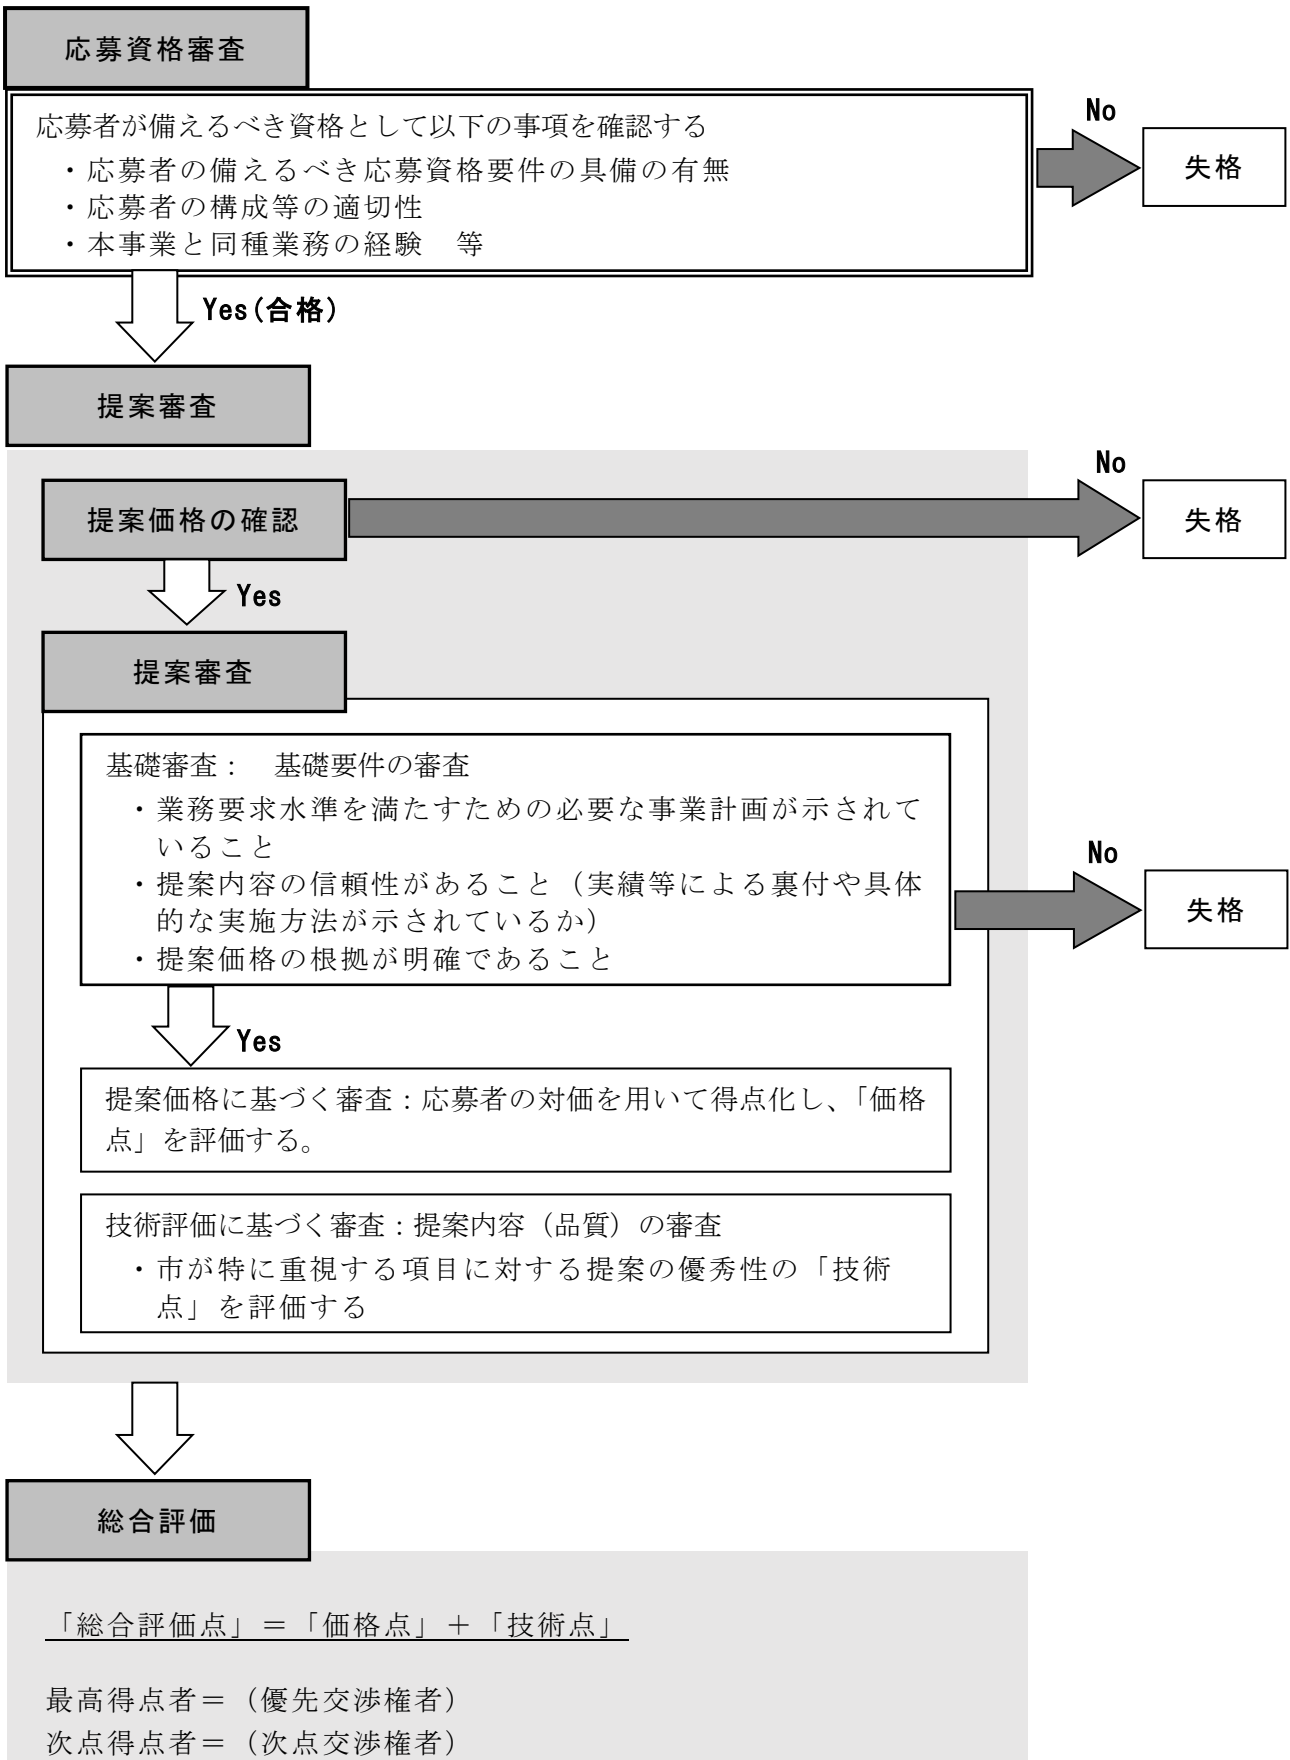 応募資格審査
応募者が備えるべき資格として以下の事項を確認する
・応募者の備えるべき応募資格要件の具備の有無
・応募者の構成等の適切性
・本事業と同種業務の経験　等
No
失格
Yes(合格)
提案審査
提案価格の確認
No
失格
Yes
提案審査
基礎審査：　基礎要件の審査
・業務要求水準を満たすための必要な事業計画が示されて
いること
・提案内容の信頼性があること（実績等による裏付や具体
的な実施方法が示されているか）
・提案価格の根拠が明確であること
No
失格
Yes
提案価格に基づく審査：応募者の対価を用いて得点化し、「価格
点」を評価する。
技術評価に基づく審査：提案内容（品質）の審査
・市が特に重視する項目に対する提案の優秀性の「技術
点」を評価する
総合評価
「総合評価点」＝「価格点」＋「技術点」
最高得点者＝（優先交渉権者）
次点得点者＝（次点交渉権者）